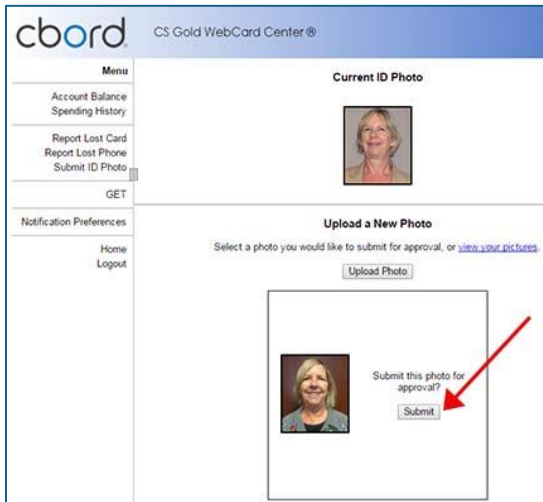 cbord
CS Gold WebCard Center ®
Menu
Account Balance
Spending History
Report Lost Card
Report Lost Phone
Submit ID Photo
GET
Notification Preferences
Home
Logout
Current ID Photo
Upload a New Photo
Select a photo you would like to submit for approval, or view your pictures.
Upload Photo
Submit this photo for
approval?
Submit